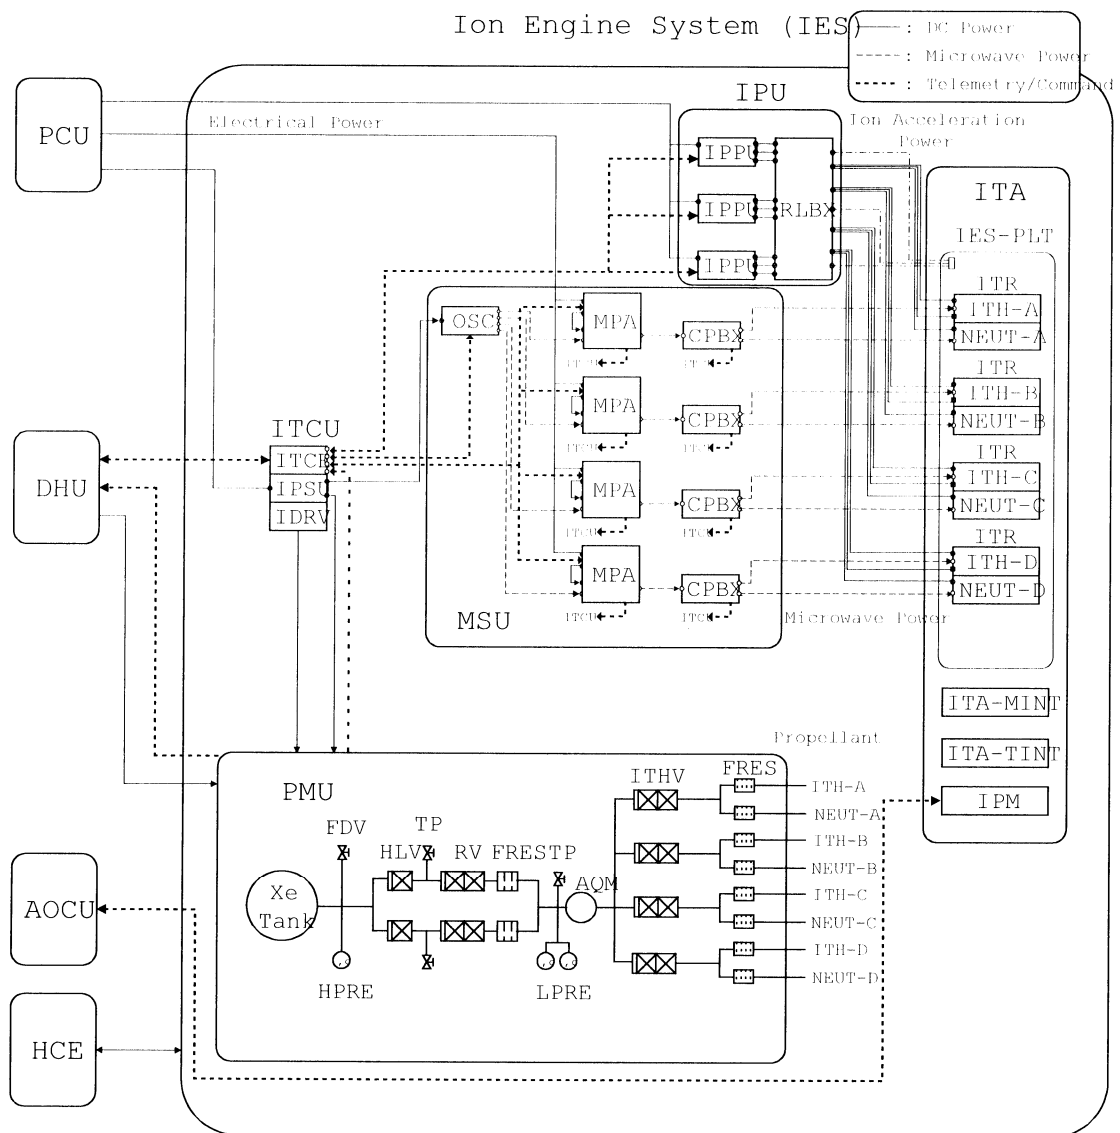 Ion Engine System (IES)
: DC Power
: Microwave Power
: Telemetry/Command
IPU
PCU
Electrical Power
Ion Acceleration
Power
IPPU
IPPU
IPPU
RLBX
ITA
IES-PLT
ITR
ITH-A
NEUT-A
ITR
ITH-B
NEUT-B
ITR
ITH-C
NEUT-C
ITR
ITH-D
NEUT-D
OSC
MPA
CPBX
ITCU
MPA
CPBX
ITCU
MPA
CPBX
ITCU
MPA
CPBX
ITCU
MSU
Microwave Power
ITCU
IPSU
IDRV
DHU
ITA-MINT
ITA-TINT
IPM
Propellant
PMU
ITHV
FRES
ITH-A
NEUT-A
ITH-B
NEUT-B
ITH-C
NEUT-C
ITH-D
NEUT-D
FDV
TP
HLV
RV
FRES
TP
AQM
Xe
Tank
HPRE
LPRE
AOCU
HCE